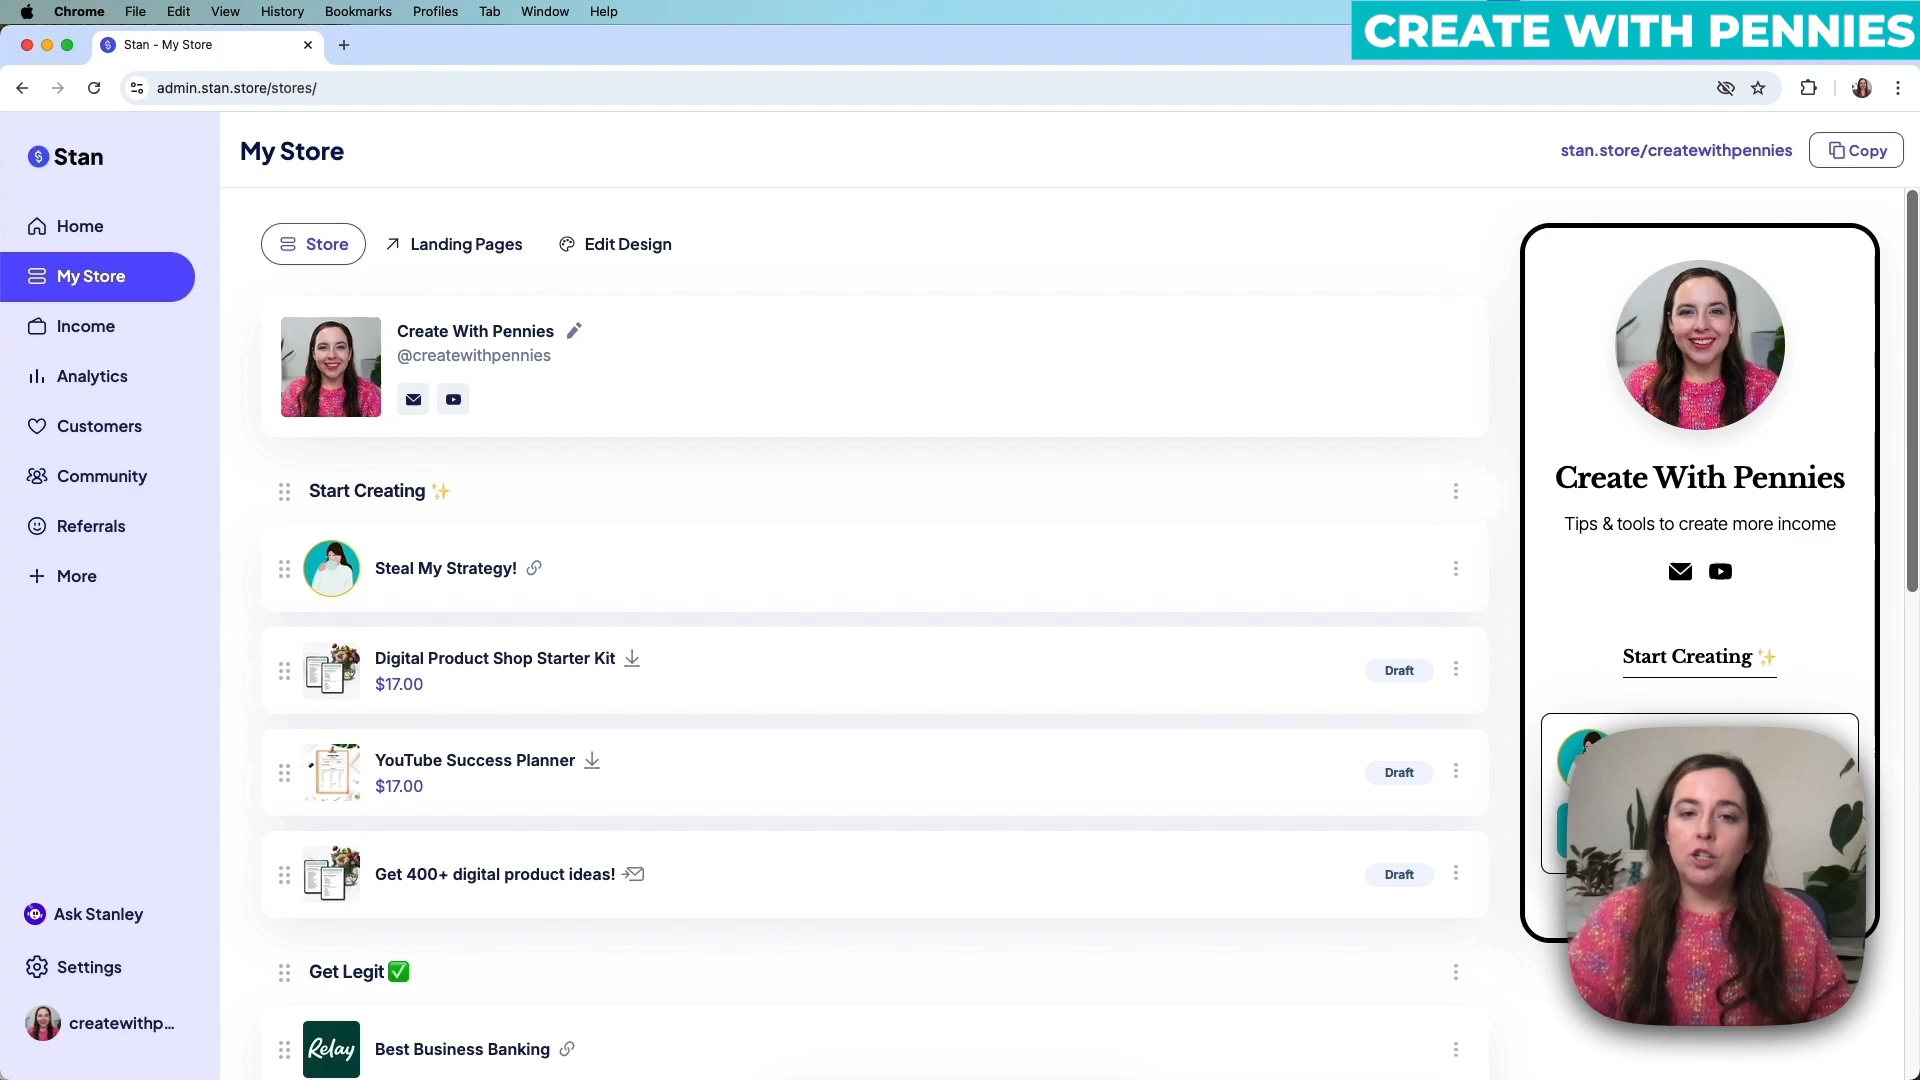 Chrome File Edit View History Bookmarks Profiles Tab Window Help
CREATE WITH PENNIES
Stan - My Store
admin.stan.store/stores/
Stan
My Store
stan.store/createwithpennies
Copy
Home
My Store
Income
Analytics
Customers
Community
Referrals
More
Ask Stanley
Settings
createwithp...
Store
Landing Pages
Edit Design
Create With Pennies
@createwithpennies
Start Creating ✨
Steal My Strategy!
Digital Product Shop Starter Kit
$17.00
Draft
YouTube Success Planner
$17.00
Draft
Get 400+ digital product ideas!
Draft
Get Legit ✅
Relay
Best Business Banking
Create With Pennies
Tips & tools to create more income
Start Creating ✨